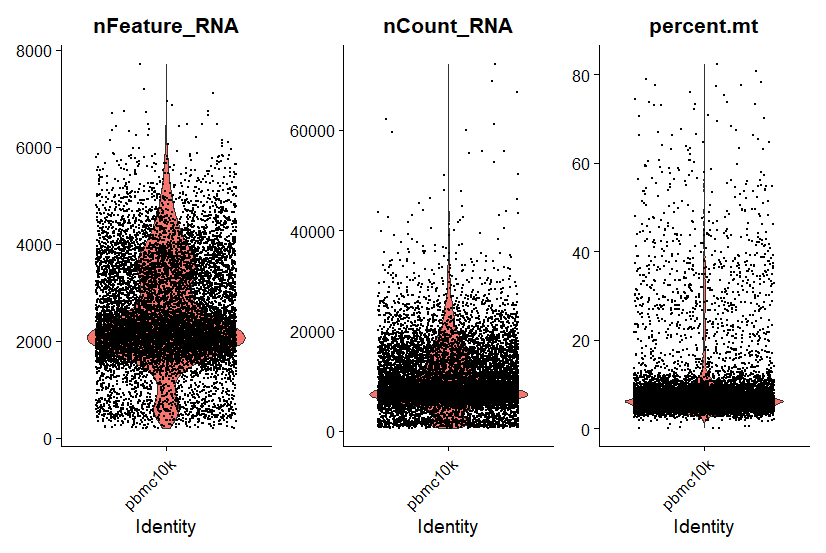 nFeature_RNA
8000
6000
4000
2000
0
pbmc10k
Identity
nCount_RNA
60000
40000
20000
0
pbmc10k
Identity
percent.mt
80
60
40
20
0
pbmc10k
Identity